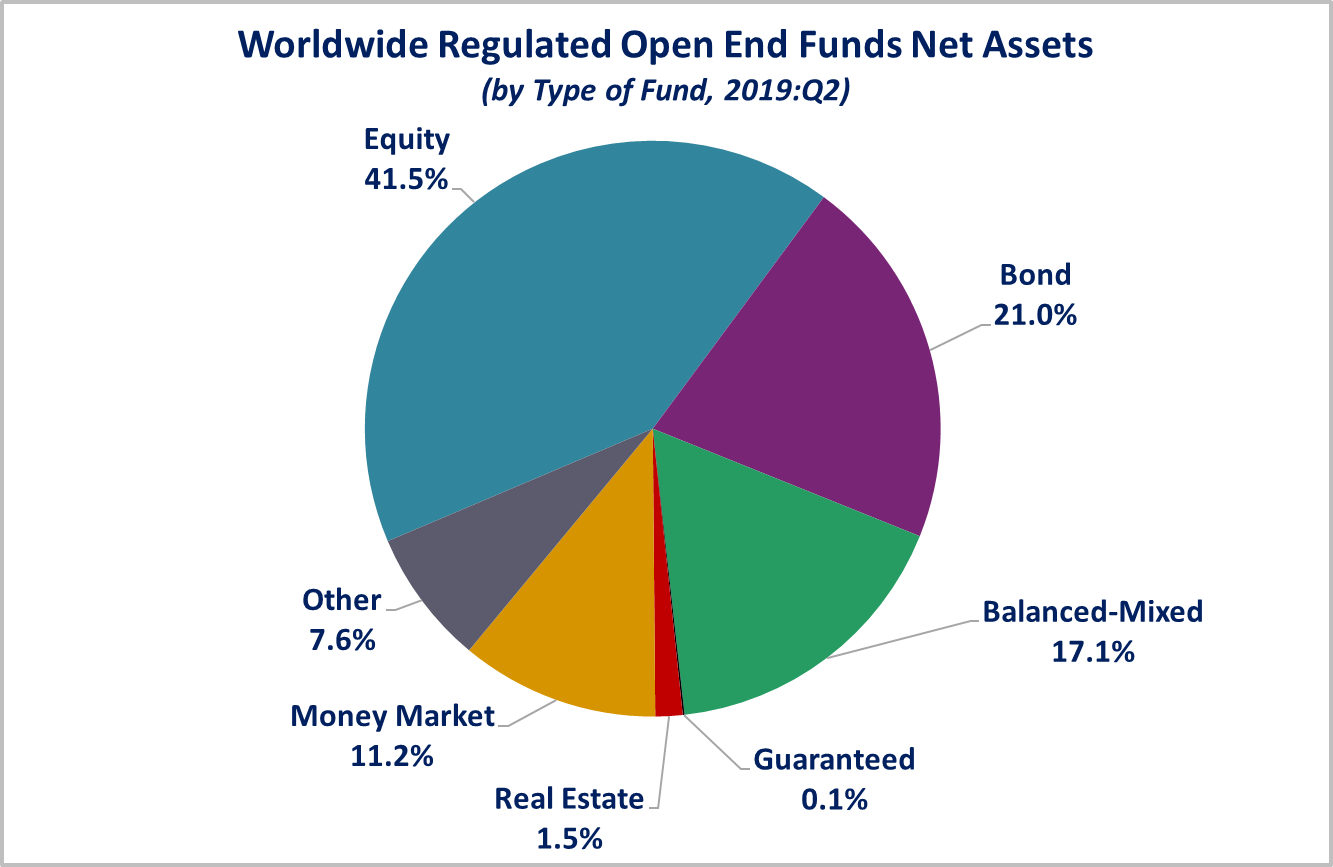 Worldwide Regulated Open End Funds Net Assets
(by Type of Fund, 2019:Q2)
Equity
41.5%
Bond
21.0%
Balanced-Mixed
17.1%
Guaranteed
0.1%
Real Estate
1.5%
Money Market
11.2%
Other
7.6%